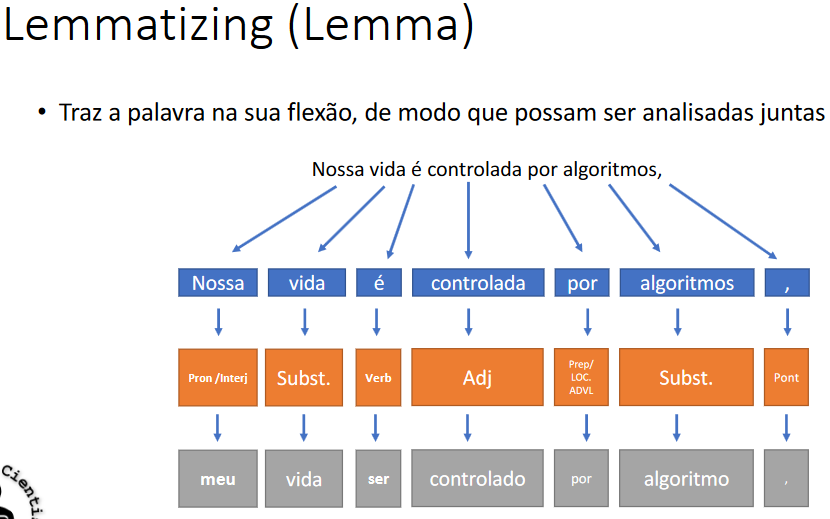 Lemmatizing (Lemma)
• Traz a palavra na sua flexão, de modo que possam ser analisadas juntas
Nossa vida é controlada por algoritmos,
Nossa vida é controlada por algoritmos ,
Pron /Interj Subst. Verb Adj Prep/ LOC. ADVL Subst. Pont
meu vida ser controlado por algoritmo ,